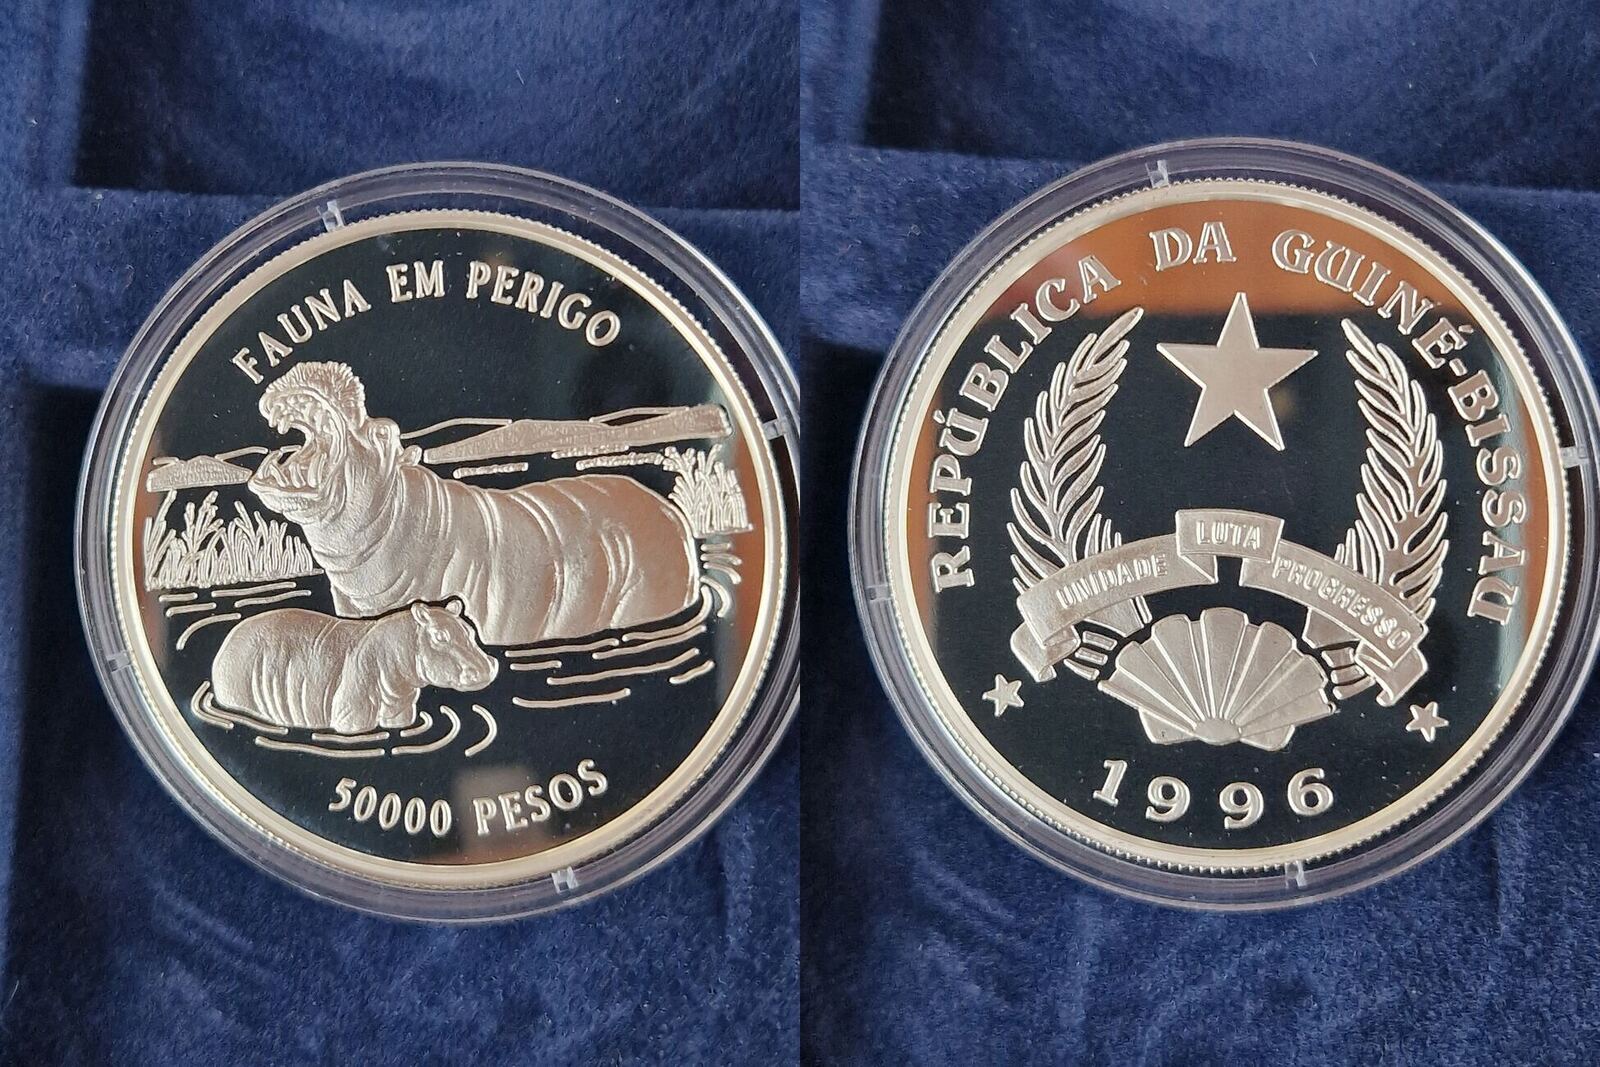 FAUNA EM PERIGO
50000 PESOS
REPÚBLICA DA GUINÉ-BISSAU
UNIDADE LUTA PROGRESSO
1996